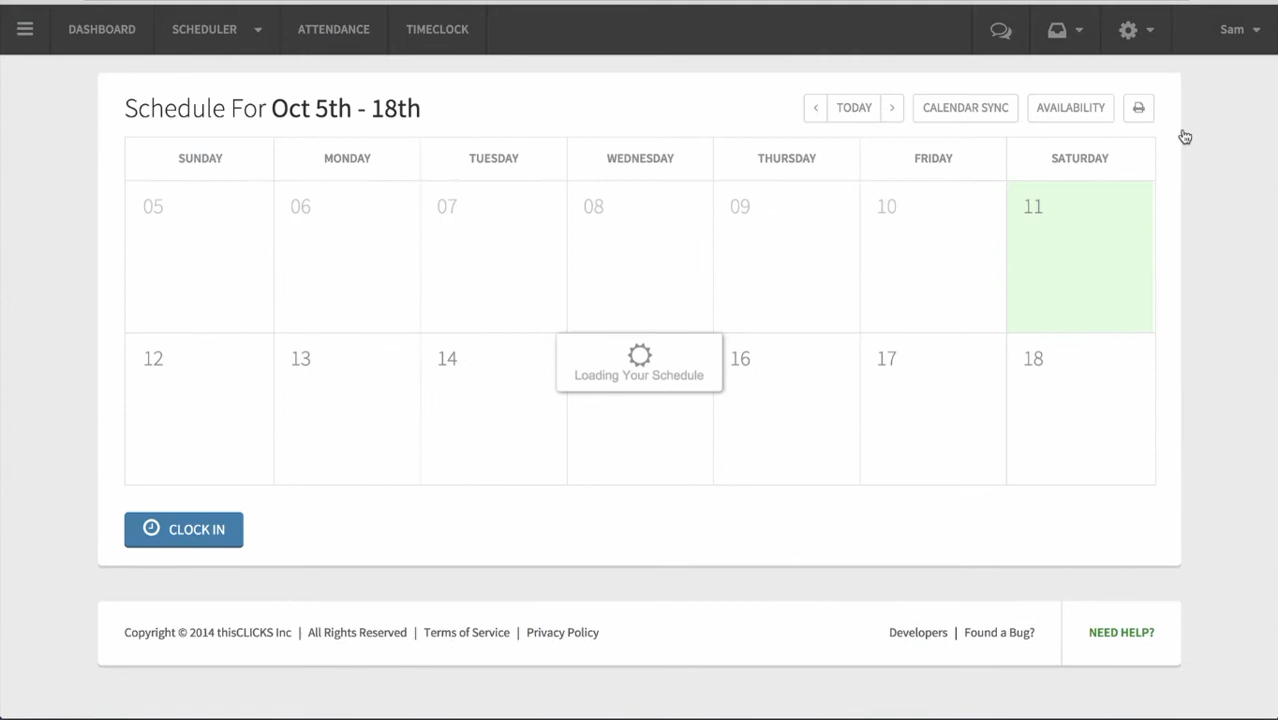 DASHBOARD SCHEDULER ATTENDANCE TIMECLOCK Sam
Schedule For Oct 5th - 18th
TODAY CALENDAR SYNC AVAILABILITY
SUNDAY MONDAY TUESDAY WEDNESDAY THURSDAY FRIDAY SATURDAY
05 06 07 08 09 10 11
12 13 14 16 17 18
Loading Your Schedule
CLOCK IN
Copyright © 2014 thisCLICKS Inc | All Rights Reserved | Terms of Service | Privacy Policy Developers | Found a Bug? NEED HELP?